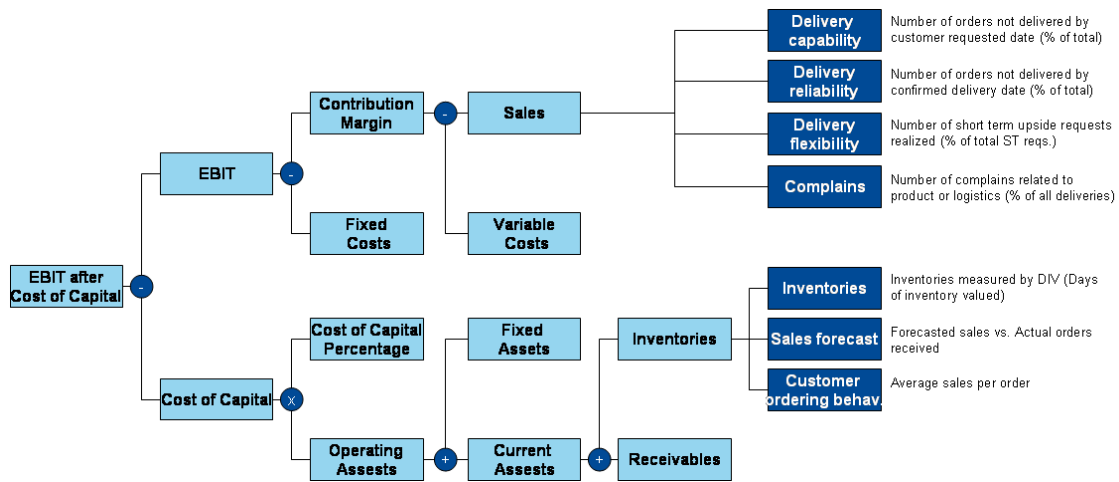 Delivery
capability
Number of orders not delivered by
customer requested date (% of total)
Delivery
reliability
Number of orders not delivered by
confirmed delivery date (% of total)
Contribution
Margin
-
Sales
Delivery
flexibility
Number of short term upside requests
realized (% of total ST reqs.)
EBIT
-
Complains
Number of complains related to
product or logistics (% of all deliveries)
Fixed
Costs
Variable
Costs
EBIT after
Cost of Capital
-
Inventories
Inventories measured by DIV (Days
of inventory valued)
Cost of Capital
Percentage
Fixed
Assets
Inventories
Sales forecast
Forecasted sales vs. Actual orders
received
Cost of Capital
X
Customer
ordering behav.
Average sales per order
Operating
Assests
+
Current
Assests
+
Receivables